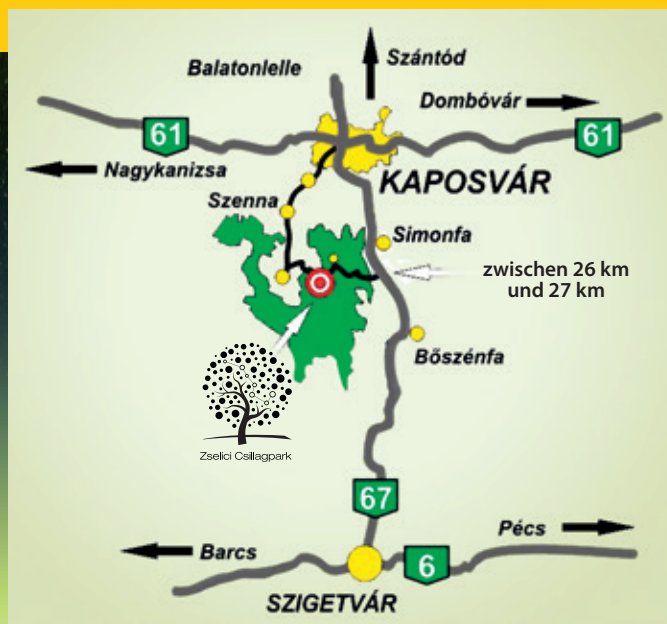 Szántód
Balatonlelle
Dombóvár
61
61
Nagykanizsa
KAPOSVÁR
Szenna
Simonfa
zwischen 26 km
und 27 km
Bőszénfa
Zselici Csillagpark
67
Pécs
Barcs
6
SZIGETVÁR